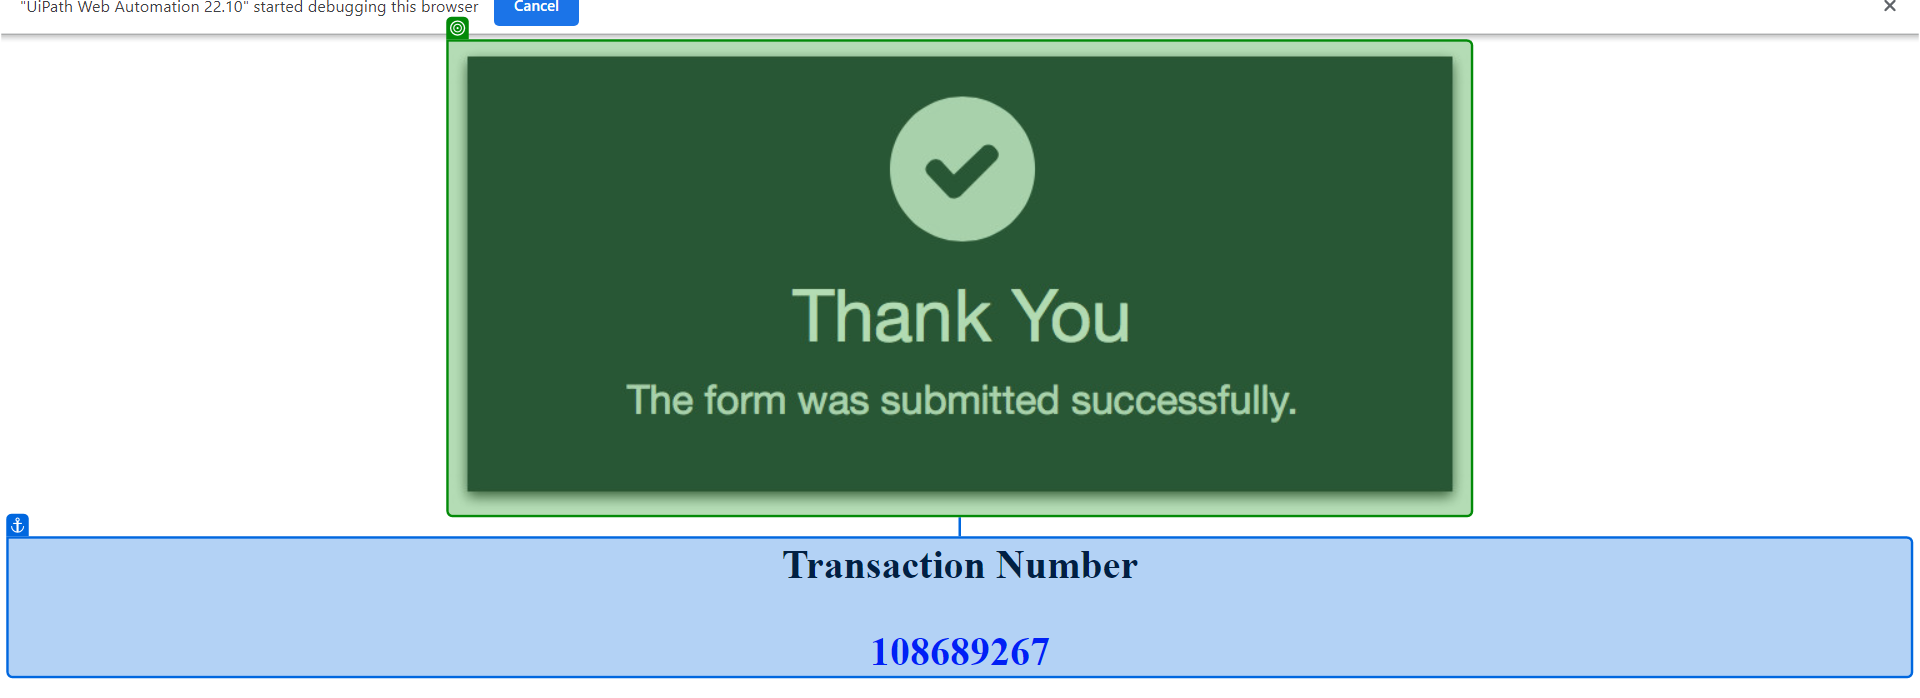 "UiPath Web Automation 22.10" started debugging this browser Cancel
Thank You
The form was submitted successfully.
Transaction Number
108689267